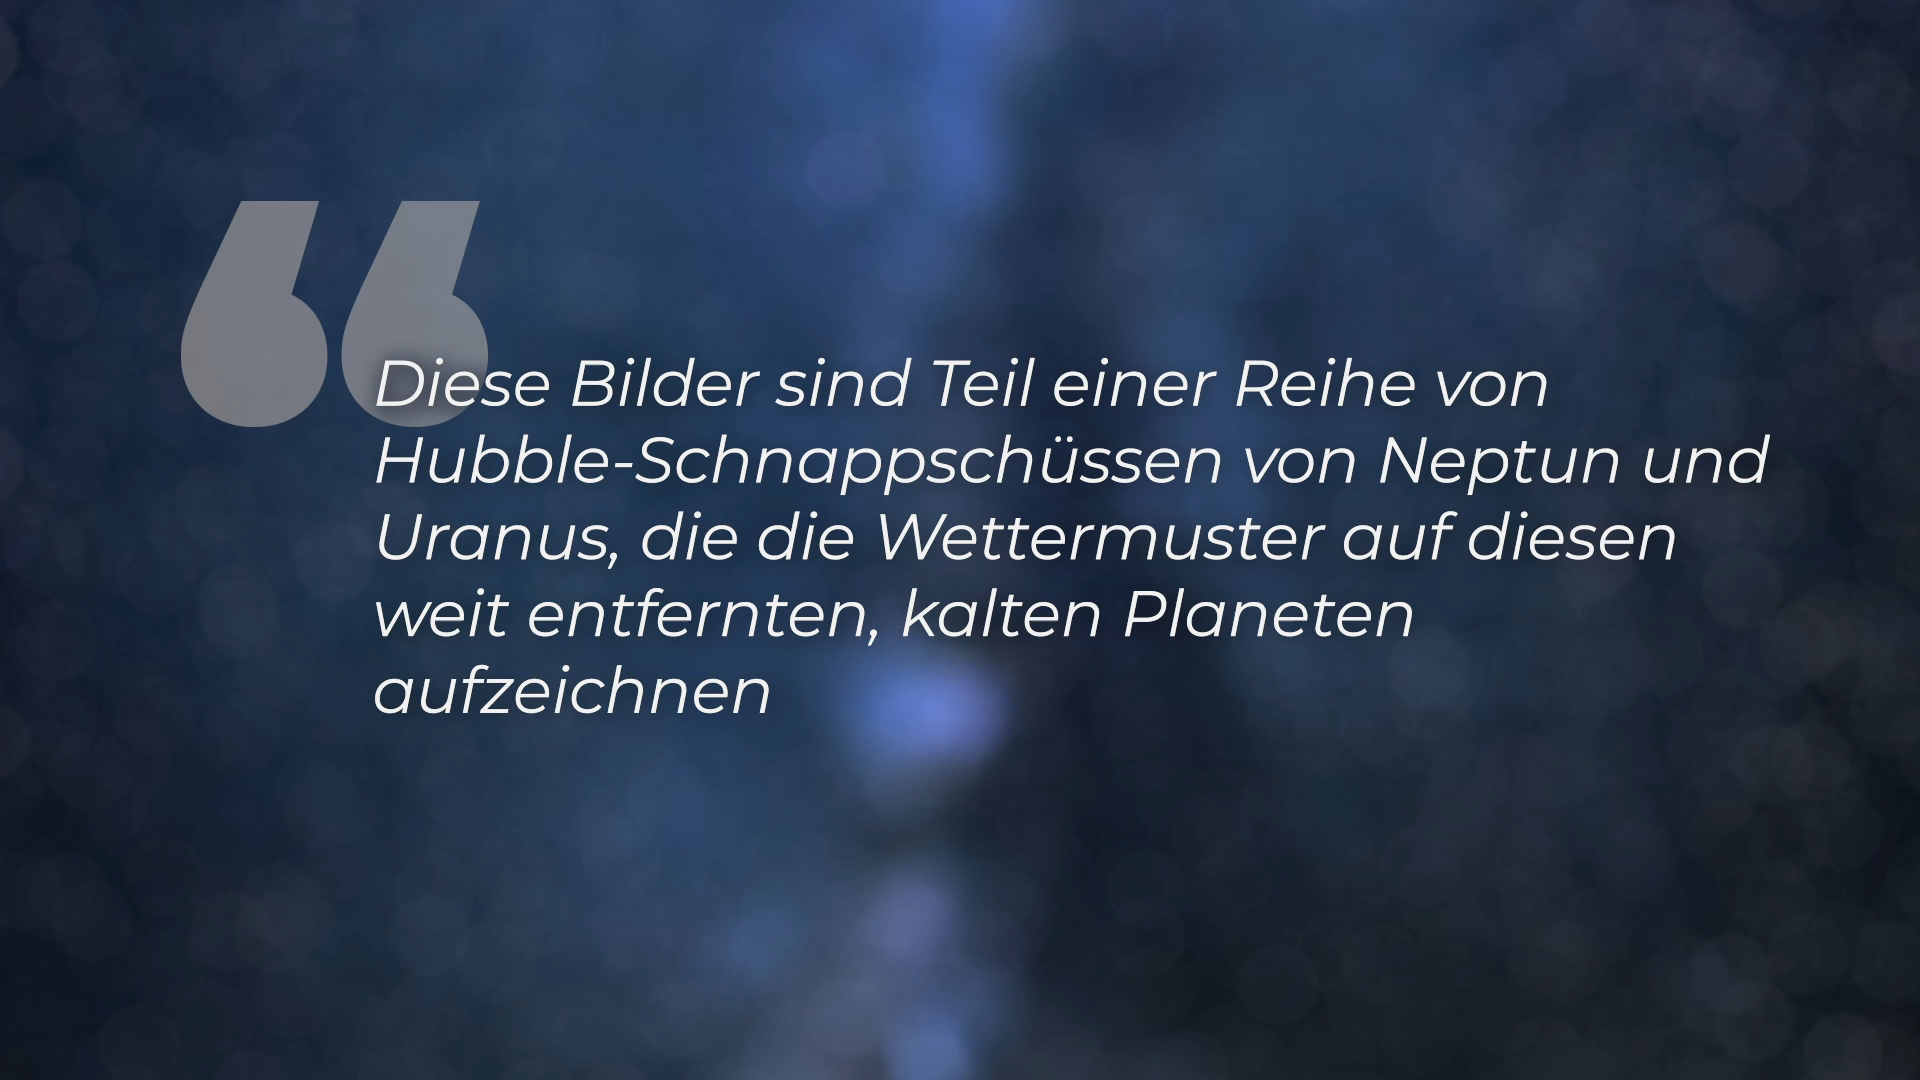 Diese Bilder sind Teil einer Reihe von
Hubble-Schnappschüssen von Neptun und
Uranus, die die Wettermuster auf diesen
weit entfernten, kalten Planeten
aufzeichnen